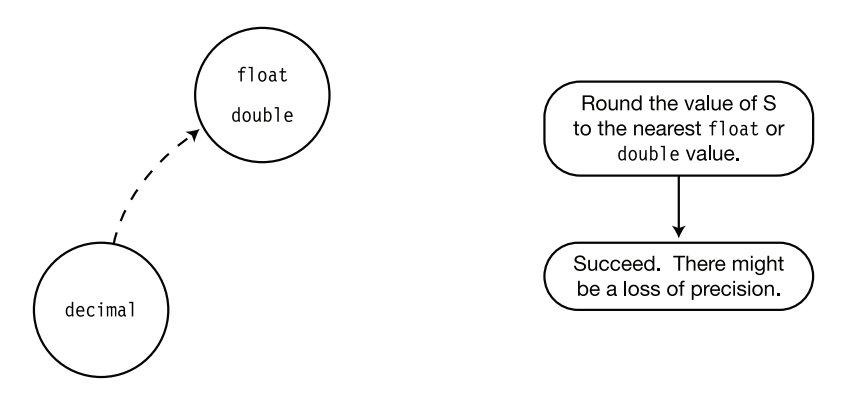 float
double
decimal
Round the value of S
to the nearest float or
double value.
Succeed. There might
be a loss of precision.